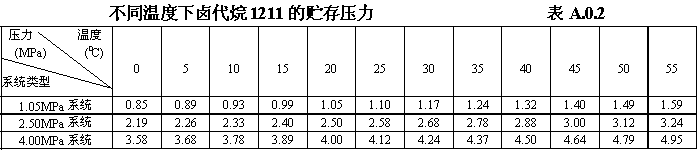 不同温度下卤代烷1211的贮存压力 表 A.0.2
压力 (MPa) 温度 (⁰C) 系统类型 0 5 10 15 20 25 30 35 40 45 50 55
1.05MPa 系统 0.85 0.89 0.93 0.99 1.05 1.10 1.17 1.24 1.32 1.40 1.49 1.59
2.50MPa 系统 2.19 2.26 2.33 2.40 2.50 2.58 2.68 2.78 2.88 3.00 3.12 3.24
4.00MPa 系统 3.58 3.68 3.78 3.89 4.00 4.12 4.24 4.37 4.50 4.64 4.79 4.95